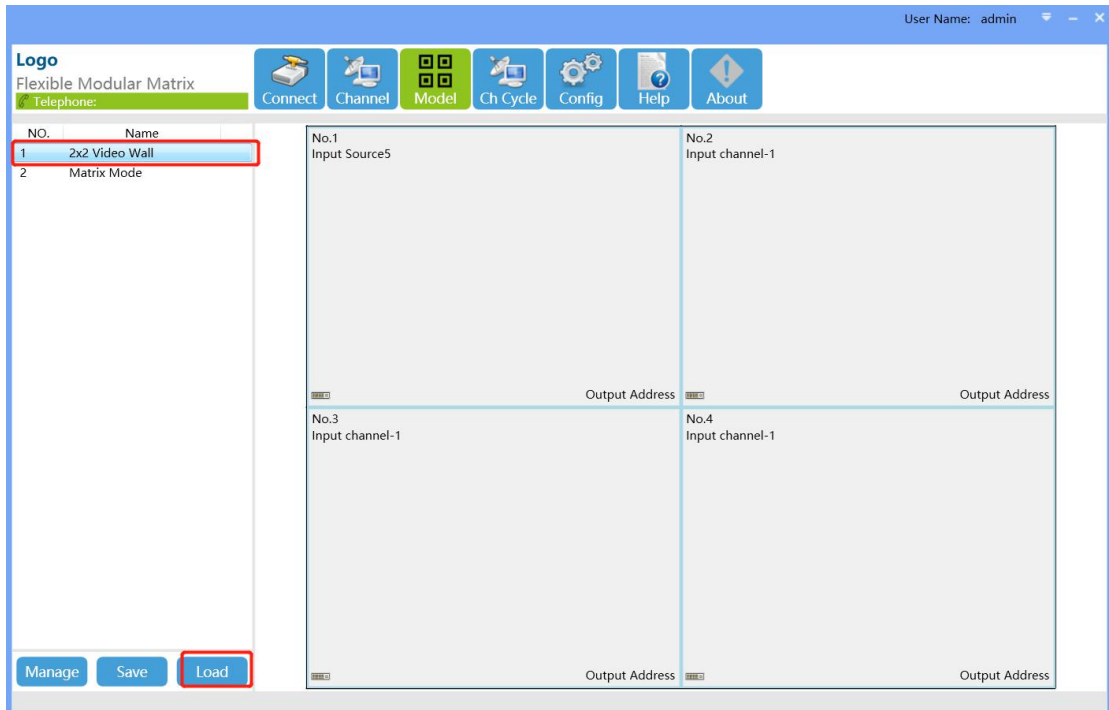 User Name: admin
Logo
Flexible Modular Matrix
Telephone:
Connect
Channel
Model
Ch Cycle
Config
Help
About
NO. Name
1 2x2 Video Wall
2 Matrix Mode
No.1
Input Source5
Output Address
No.2
Input channel-1
Output Address
No.3
Input channel-1
Output Address
No.4
Input channel-1
Output Address
Manage
Save
Load